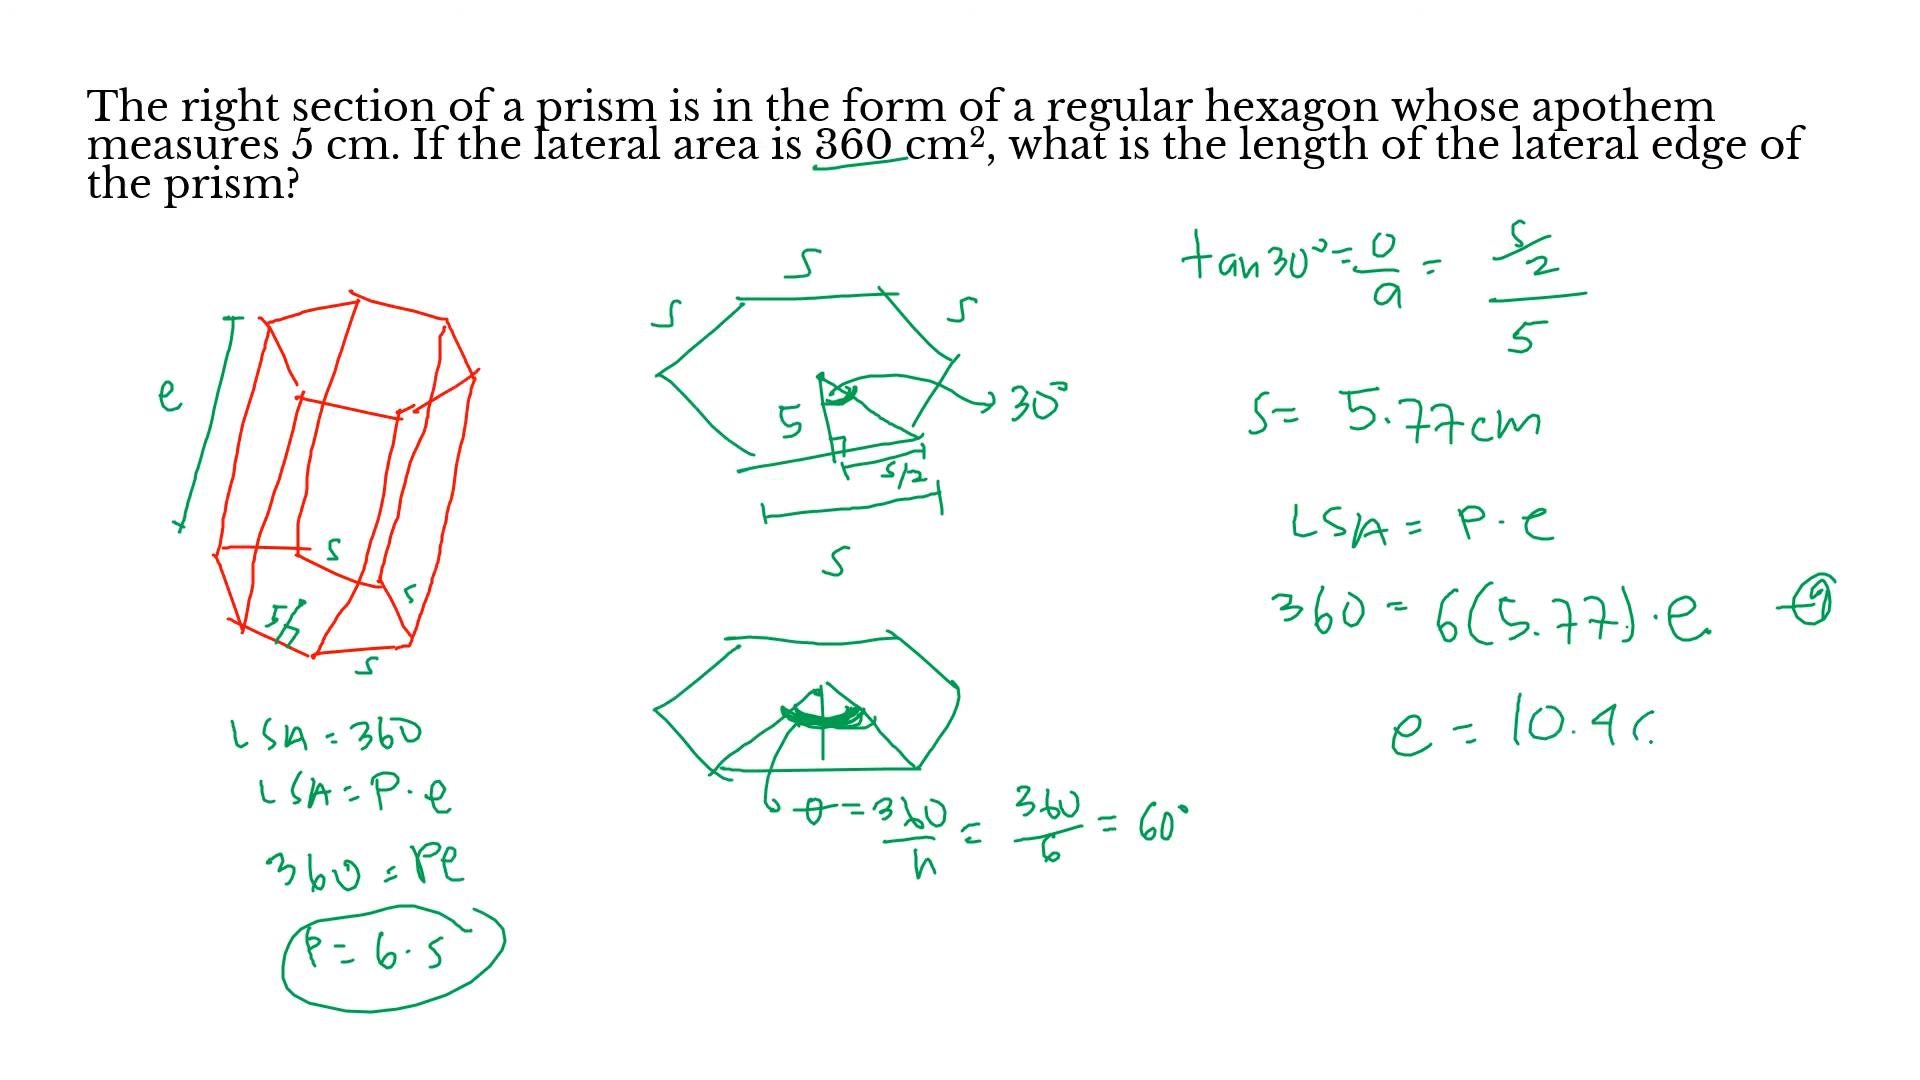 The right section of a prism is in the form of a regular hexagon whose apothem
measures 5 cm. If the lateral area is 360 cm², what is the length of the lateral edge of
the prism?
e
s
s
s
LSA = 360
LSA = P · e
360 = Pe
P = 6 · s
s
s
s
5
30°
s/2
s
θ = 360/n = 360/6 = 60°
tan 30° = o/a = s/2 / 5
s = 5.77cm
LSA = P · e
360 = 6(5.77) · e
e = 10.4 c